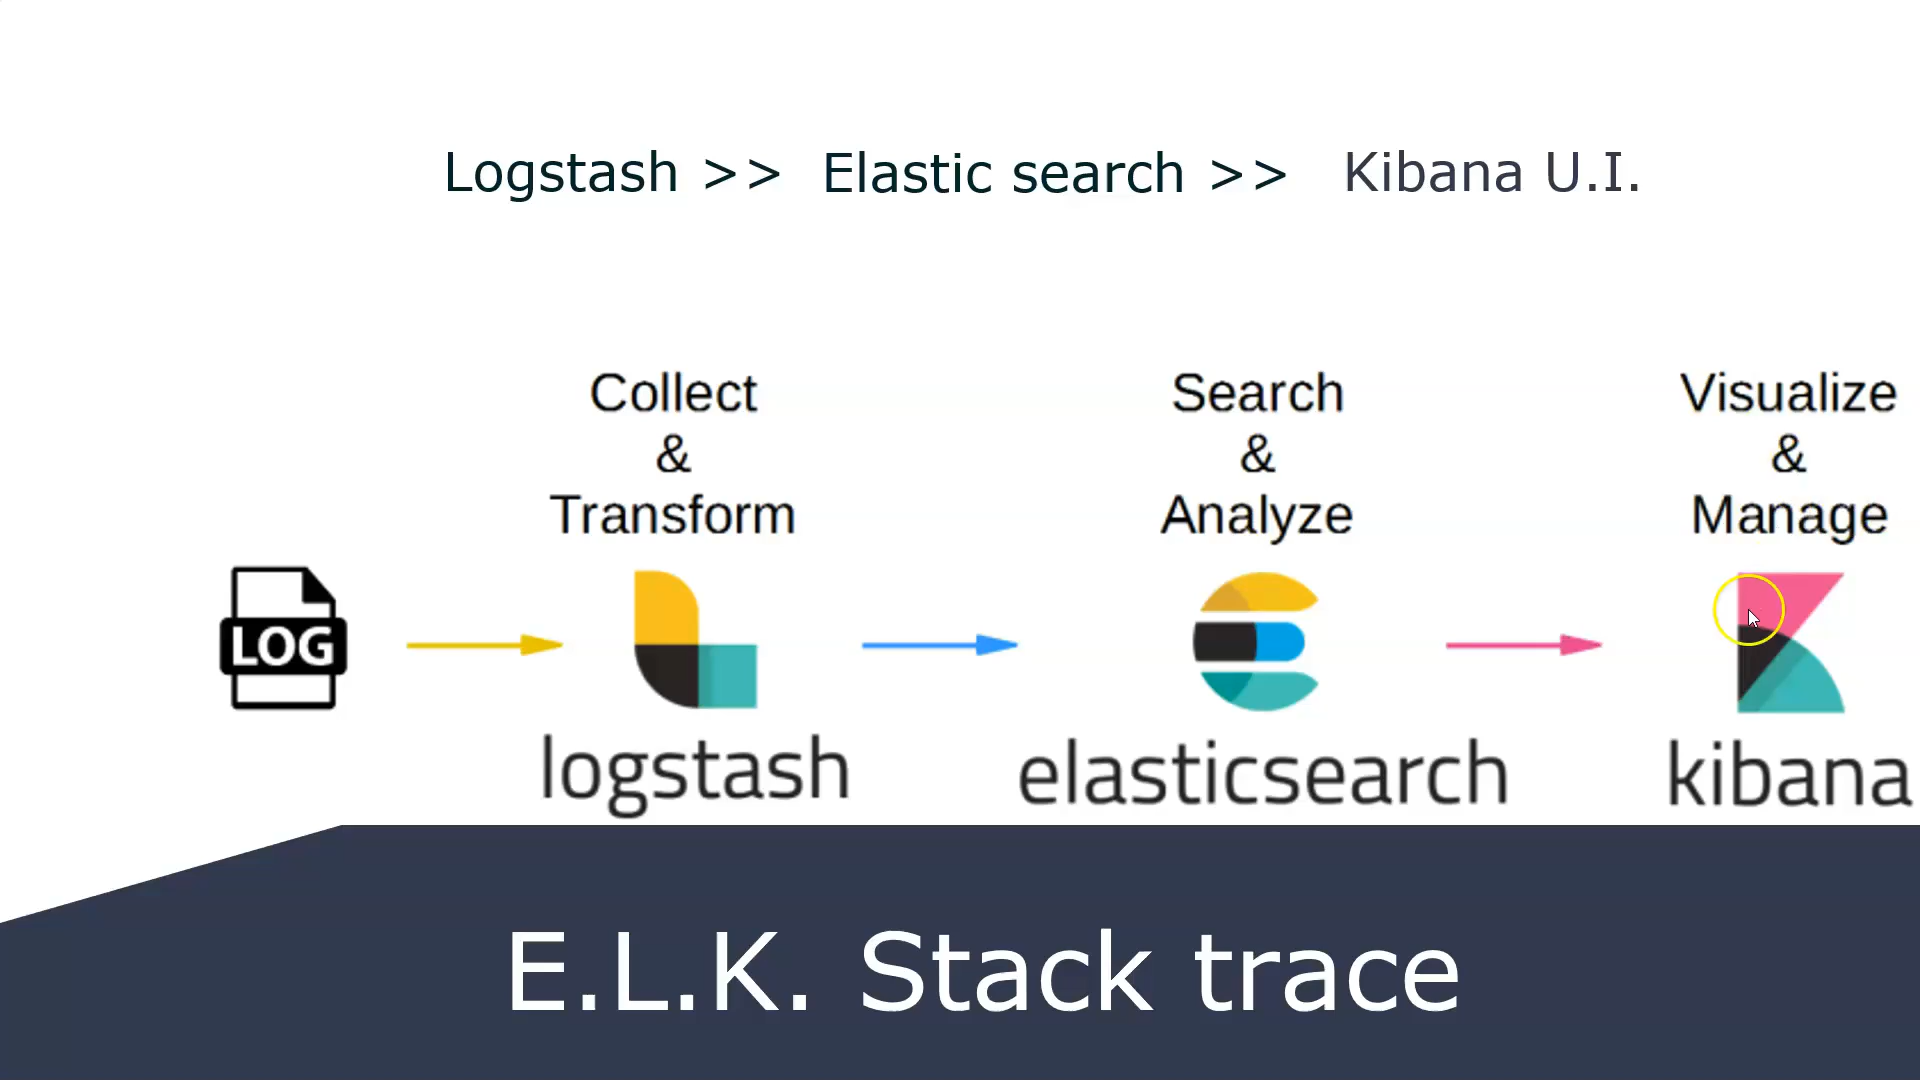 Logstash >> Elastic search >> Kibana U.I.
Collect
&
Transform
Search
&
Analyze
Visualize
&
Manage
LOG
logstash
elasticsearch
kibana
E.L.K. Stack trace